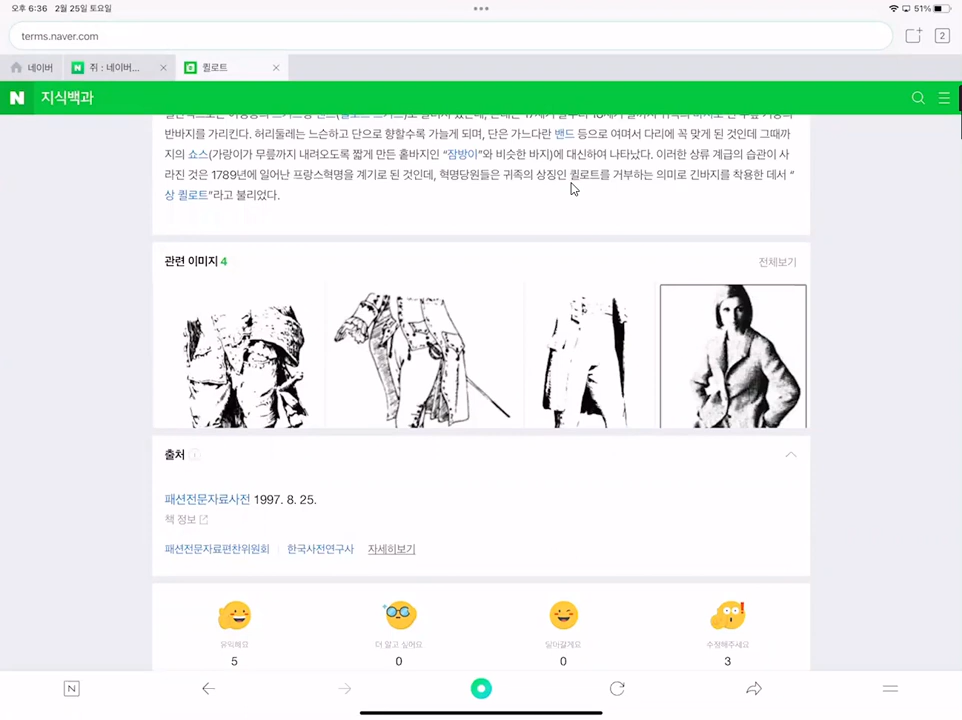 오후 6:36 2월 25일 토요일
51%
terms.naver.com
2
네이버
쥐 : 네이버...
퀼로트
N 지식백과
반바지를 가리킨다. 허리둘레는 느슨하고 단으로 향할수록 가늘게 되며, 단은 가느다란 밴드 등으로 여며서 다리에 꼭 맞게 된 것인데 그때까
지의 쇼스(가랑이가 무릎까지 내려오도록 짧게 만든 홑바지인 “잠방이”와 비슷한 바지)에 대신하여 나타났다. 이러한 상류 계급의 습관이 사
라진 것은 1789년에 일어난 프랑스혁명을 계기로 된 것인데, 혁명당원들은 귀족의 상징인 퀼로트를 거부하는 의미로 긴바지를 착용한 데서 “
상 퀼로트”라고 불리었다.
관련 이미지 4
전체보기
출처
패션전문자료사전 1997. 8. 25.
책 정보
패션전문자료편찬위원회
한국사전연구사
자세히보기
유익해요
더 알고 싶어요
닮아갈게요
수정해주세요
5
0
0
3
N